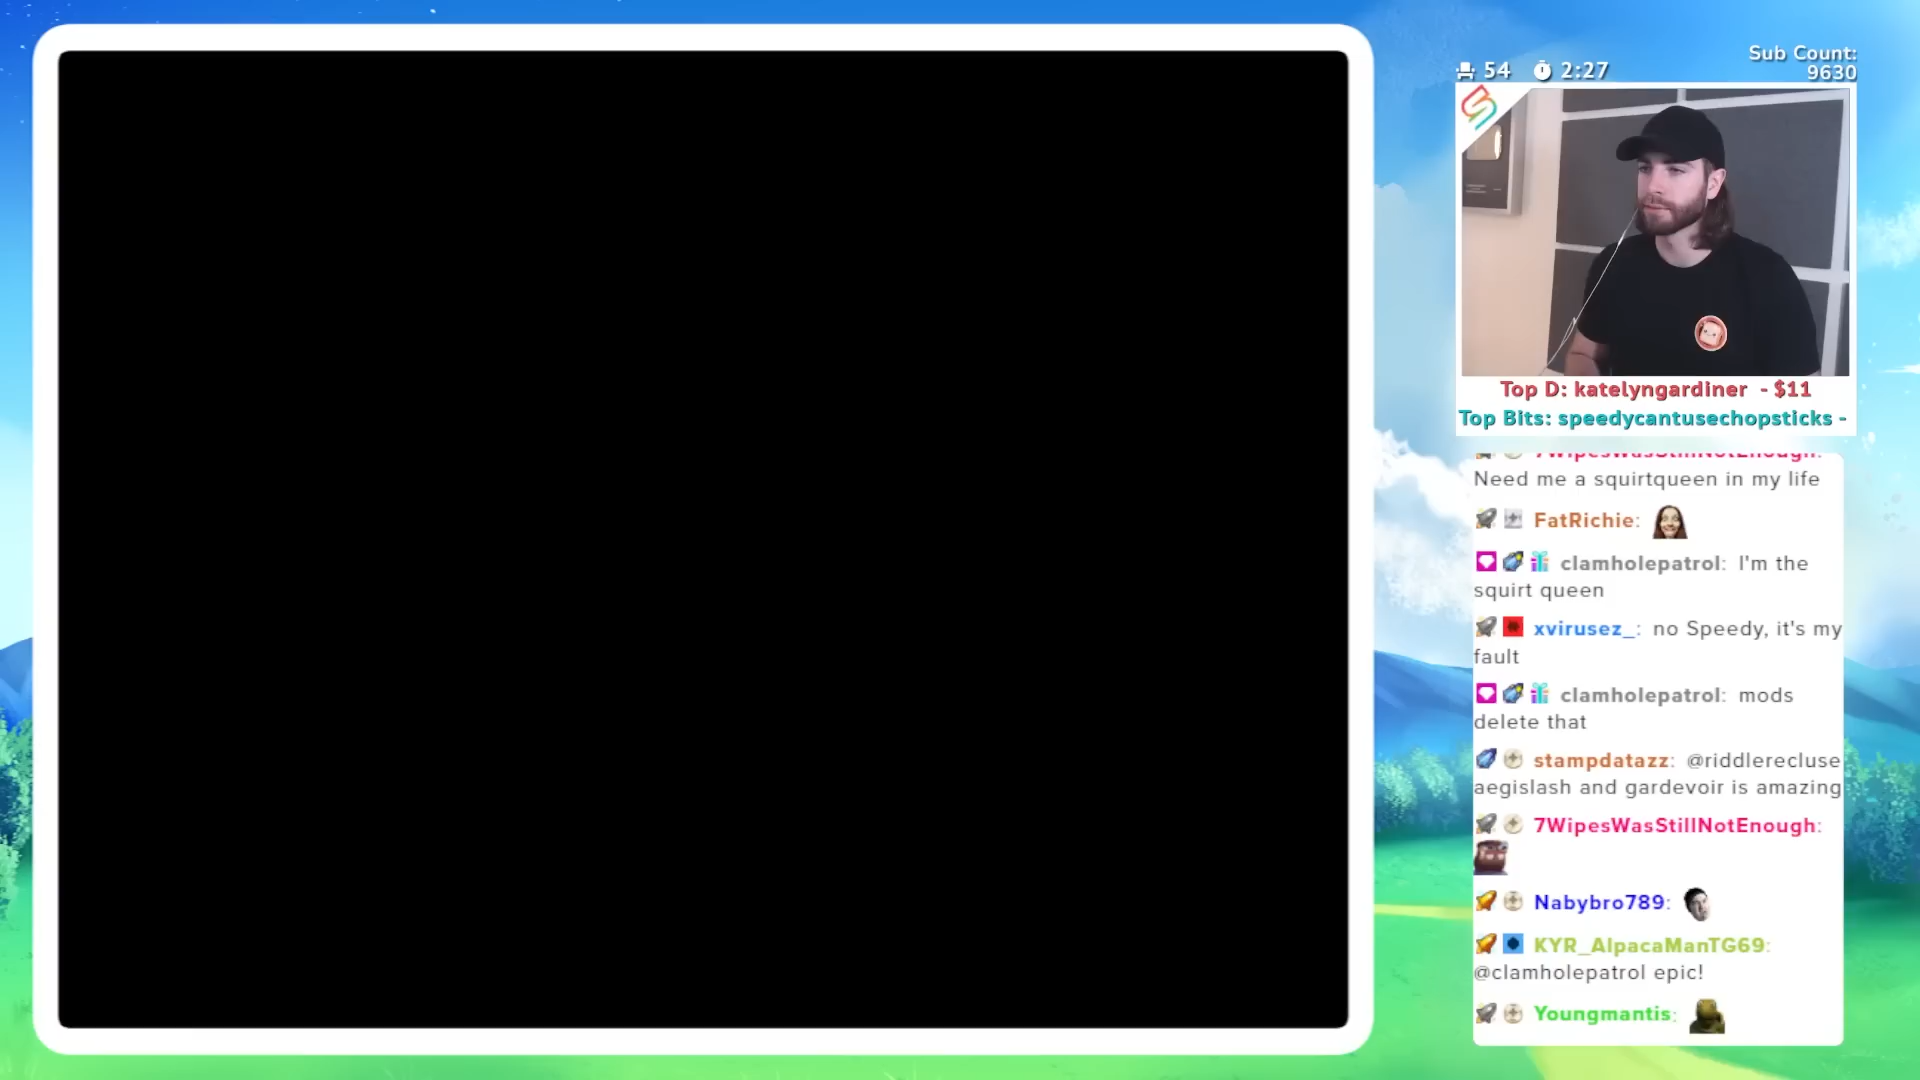 Sub Count:
54 2:27 9630
Top D: katelyngardiner - $11
Top Bits: speedycantusechopsticks -
7WipesWasStillNotEnough:
Need me a squirtqueen in my life
FatRichie:
clamholepatrol: I'm the
squirt queen
xvirusez_: no Speedy, it's my
fault
clamholepatrol: mods
delete that
stampdatazz: @riddlerecluse
aegislash and gardevoir is amazing
7WipesWasStillNotEnough:
Nabybro789:
KYR_AlpacaManTG69:
@clamholepatrol epic!
Youngmantis: